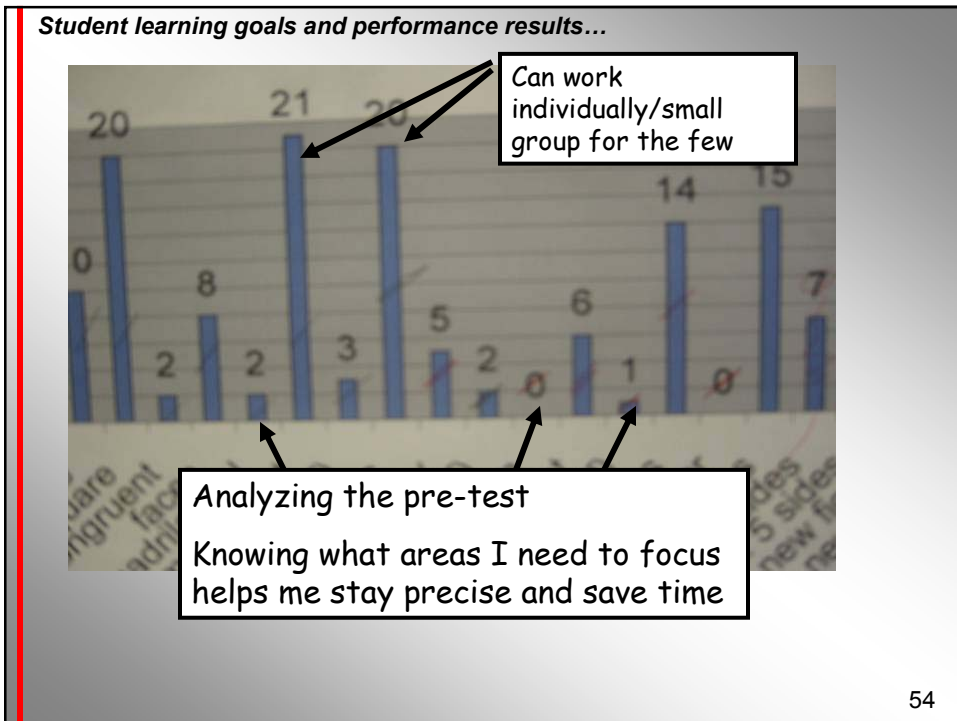 Student learning goals and performance results…
Can work
individually/small
group for the few
20
21
20
14
15
0
8
6
7
5
2
2
3
2
0
1
0
Analyzing the pre-test
Knowing what areas I need to focus
helps me stay precise and save time
54